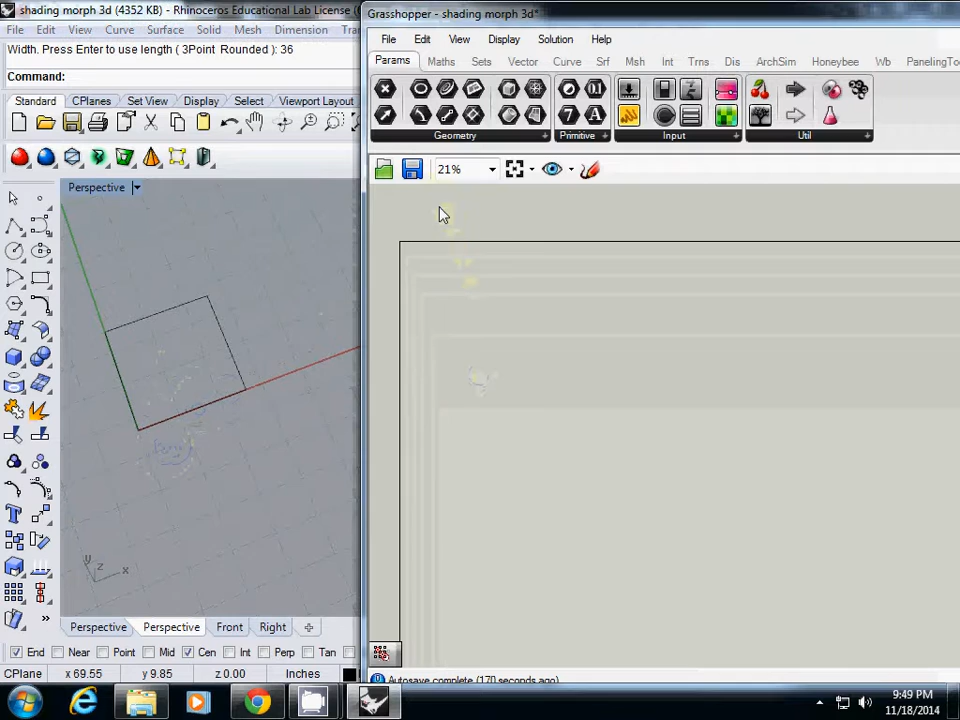 shading morph 3d (4352 KB) - Rhinoceros Educational Lab License (
File Edit View Curve Surface Solid Mesh Dimension Tra
Width. Press Enter to use length ( 3Point Rounded ): 36
Command:
Standard CPlanes Set View Display Select Viewport Layout
Perspective
y
z
x
Perspective Perspective Front Right
End Near Point Mid Cen Int Perp Tan
CPlane x 69.55 y 9.85 z 0.00 Inches
Grasshopper - shading morph 3d*
File Edit View Display Solution Help
Params Maths Sets Vector Curve Srf Msh Int Trns Dis ArchSim Honeybee Wb PanelingToo
Geometry Primitive Input Util
21%
Autosave complete (170 seconds ago)
9:49 PM
11/18/2014